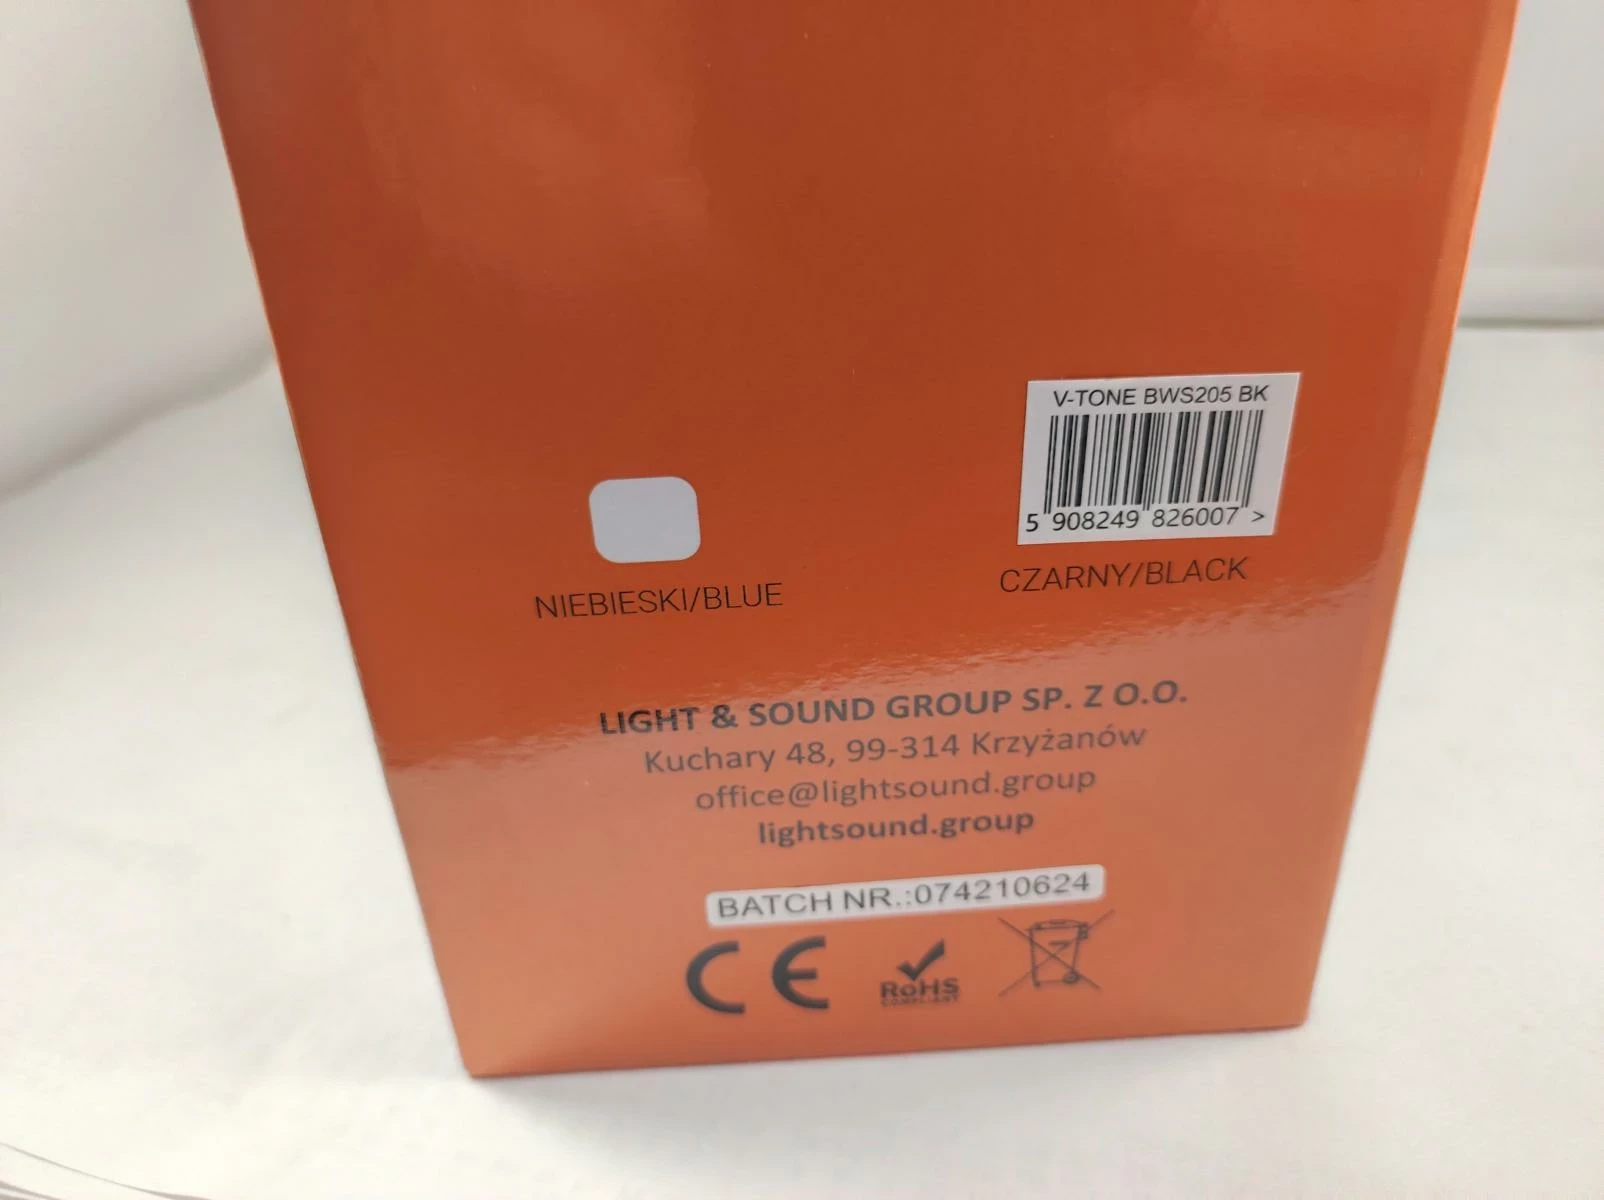 V-TONE BWS205 BK
5 908249 826007 >
NIEBIESKI/BLUE
CZARNY/BLACK
LIGHT & SOUND GROUP SP. Z O.O.
Kuchary 48, 99-314 Krzyżanów
office@lightsound.group
lightsound.group
BATCH NR.:074210624
CE
RoHS
COMPLIANT